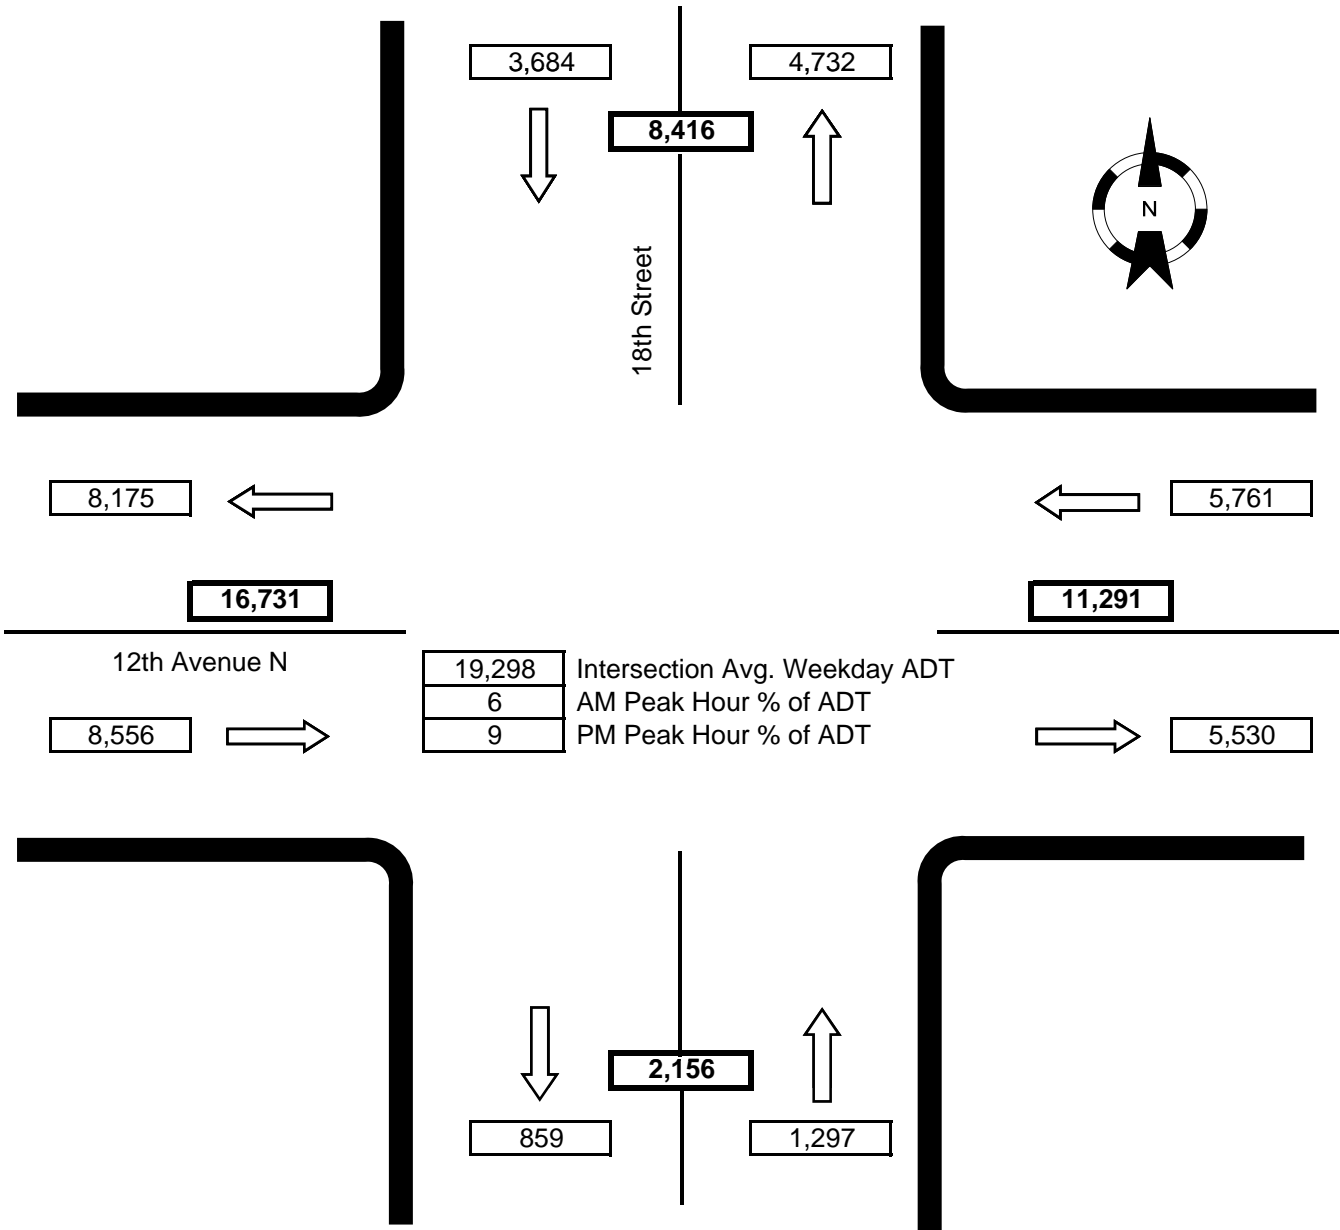 3,684
4,732
8,416
N
18th Street
8,175
5,761
16,731
11,291
12th Avenue N
19,298 Intersection Avg. Weekday ADT
6 AM Peak Hour % of ADT
9 PM Peak Hour % of ADT
8,556
5,530
2,156
859
1,297